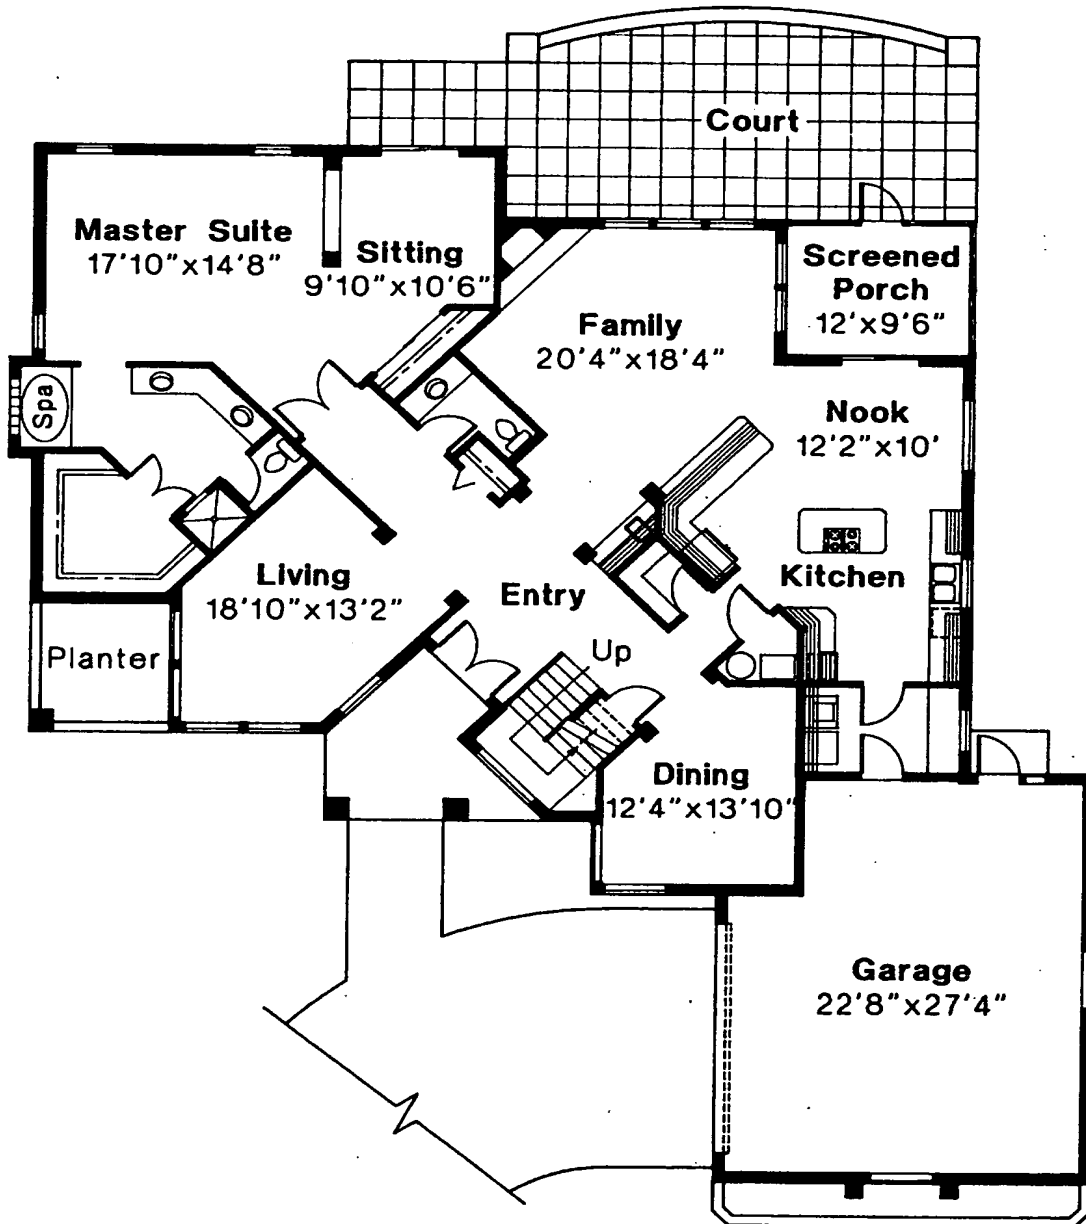 Court
Master Suite
17'10"x14'8"
Sitting
9'10"x10'6"
Screened
Porch
12'x9'6"
Family
20'4"x18'4"
Spa
Nook
12'2"x10'
Living
18'10"x13'2"
Entry
Kitchen
Planter
Up
Dining
12'4"x13'10"
Garage
22'8"x27'4"